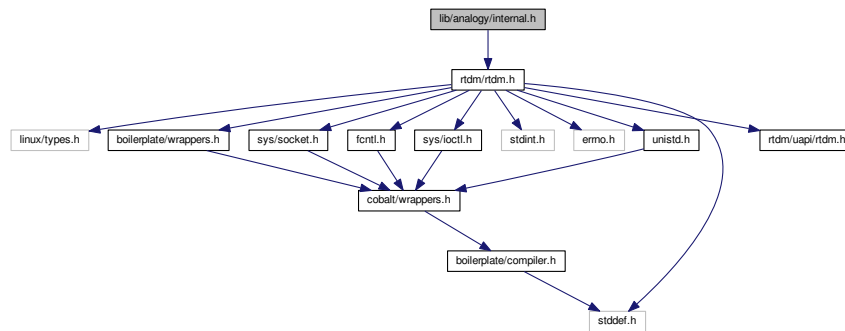 lib/analogy/internal.h
rtdm/rtdm.h
linux/types.h
boilerplate/wrappers.h
sys/socket.h
fcntl.h
sys/ioctl.h
stdint.h
errno.h
unistd.h
rtdm/uapi/rtdm.h
cobalt/wrappers.h
boilerplate/compiler.h
stddef.h